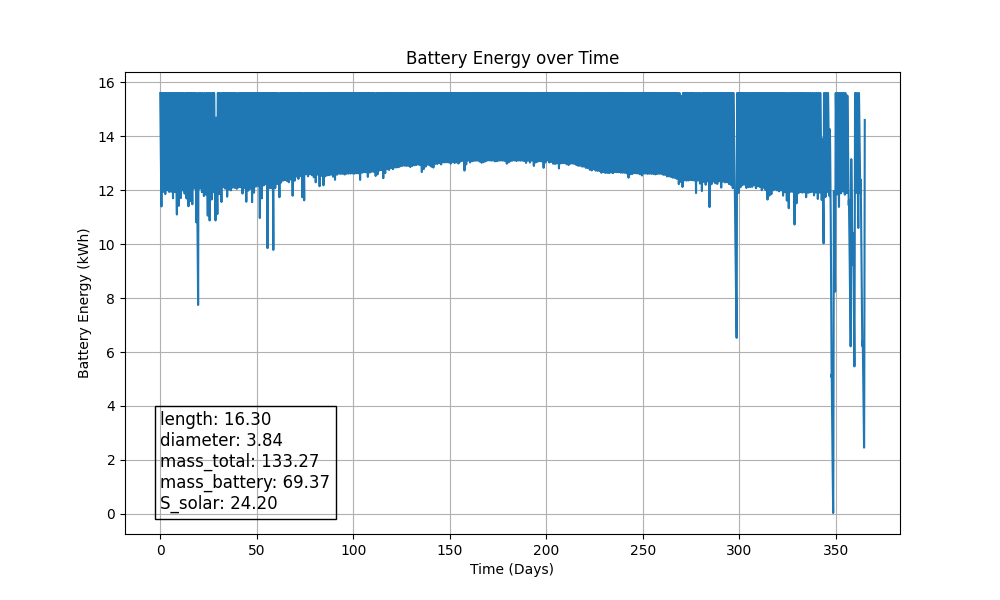 Battery Energy over Time
Battery Energy (kWh)
16
14
12
10
8
6
4
2
0
length: 16.30
diameter: 3.84
mass_total: 133.27
mass_battery: 69.37
S_solar: 24.20
0 50 100 150 200 250 300 350
Time (Days)